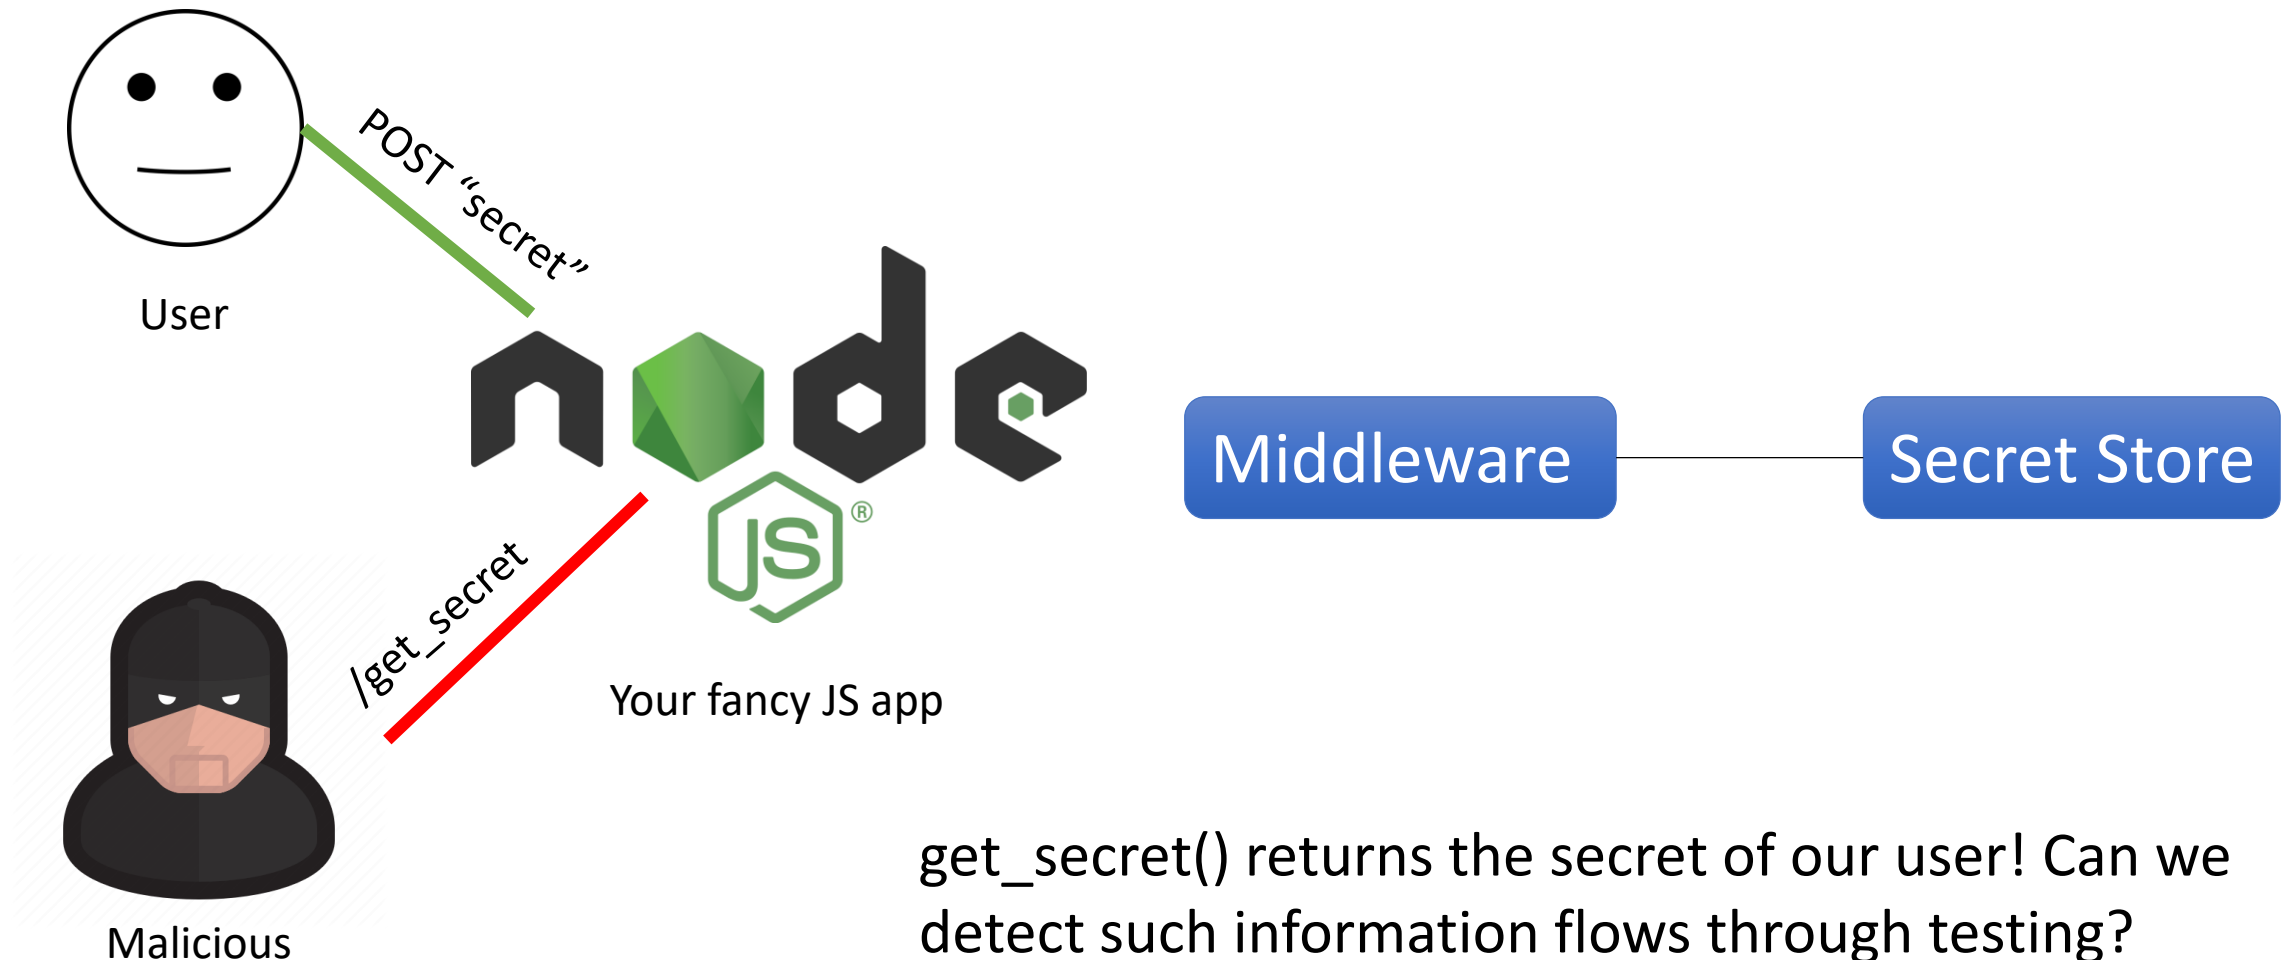 POST “secret”
User
node
JS®
Middleware
Secret Store
/get_secret
Your fancy JS app
get_secret() returns the secret of our user! Can we
detect such information flows through testing?
Malicious